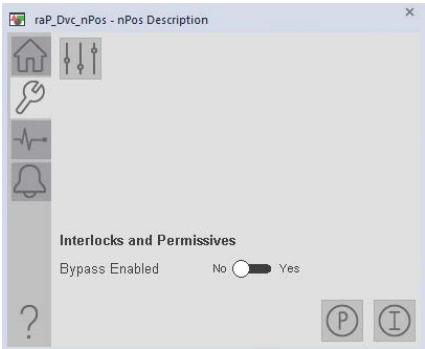 raP_Dvc_nPos - nPos Description
Interlocks and Permissives
Bypass Enabled No Yes
? P I